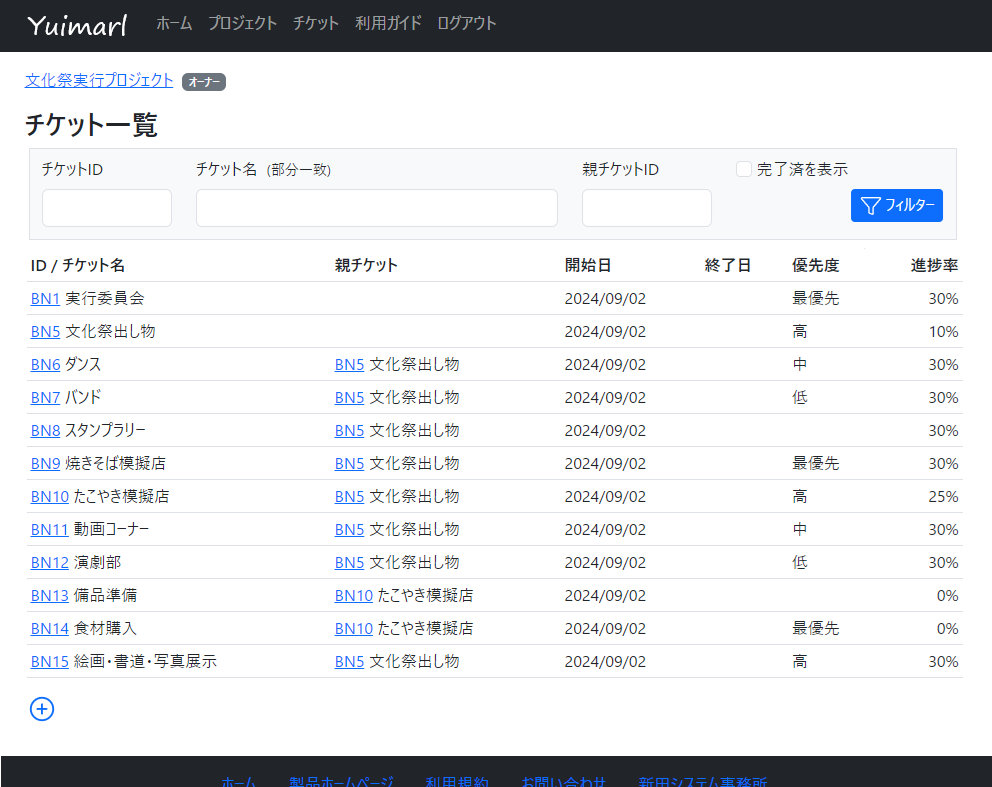 Yuimarl ホーム プロジェクト チケット 利用ガイド ログアウト
文化祭実行プロジェクト オーナー
チケット一覧
チケットID チケット名 (部分一致) 親チケットID 完了済を表示
フィルター
ID / チケット名 親チケット 開始日 終了日 優先度 進捗率
BN1 実行委員会 2024/09/02 最優先 30%
BN5 文化祭出し物 2024/09/02 高 10%
BN6 ダンス BN5 文化祭出し物 2024/09/02 中 30%
BN7 バンド BN5 文化祭出し物 2024/09/02 低 30%
BN8 スタンプラリー BN5 文化祭出し物 2024/09/02 30%
BN9 焼きそば模擬店 BN5 文化祭出し物 2024/09/02 最優先 30%
BN10 たこやき模擬店 BN5 文化祭出し物 2024/09/02 高 25%
BN11 動画コーナー BN5 文化祭出し物 2024/09/02 中 30%
BN12 演劇部 BN5 文化祭出し物 2024/09/02 低 30%
BN13 備品準備 BN10 たこやき模擬店 2024/09/02 0%
BN14 食材購入 BN10 たこやき模擬店 2024/09/02 最優先 0%
BN15 絵画・書道・写真展示 BN5 文化祭出し物 2024/09/02 高 30%
ホーム 製品ホームページ 利用規約 お問い合わせ 新田システム事務所